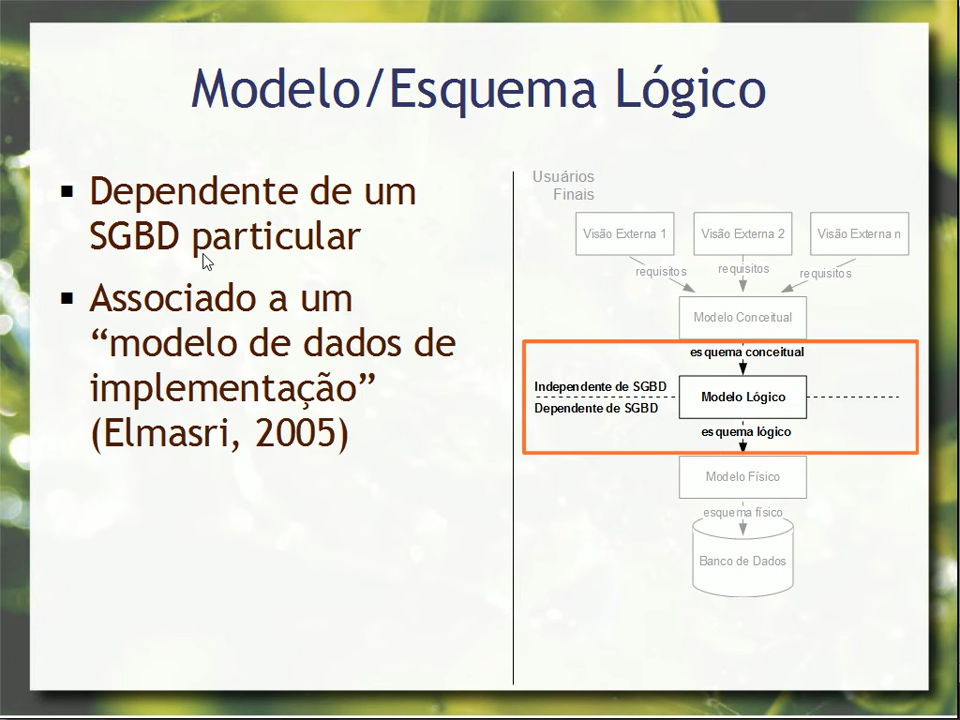 Modelo/Esquema Lógico
Dependente de um
SGBD particular
Associado a um
“modelo de dados de
implementação”
(Elmasri, 2005)
Usuários
Finais
Visão Externa 1
Visão Externa 2
Visão Externa n
requisitos
requisitos
requisitos
Modelo Conceitual
esquema conceitual
Independente de SGBD
Modelo Lógico
Dependente de SGBD
esquema lógico
Modelo Físico
esquema físico
Banco de Dados